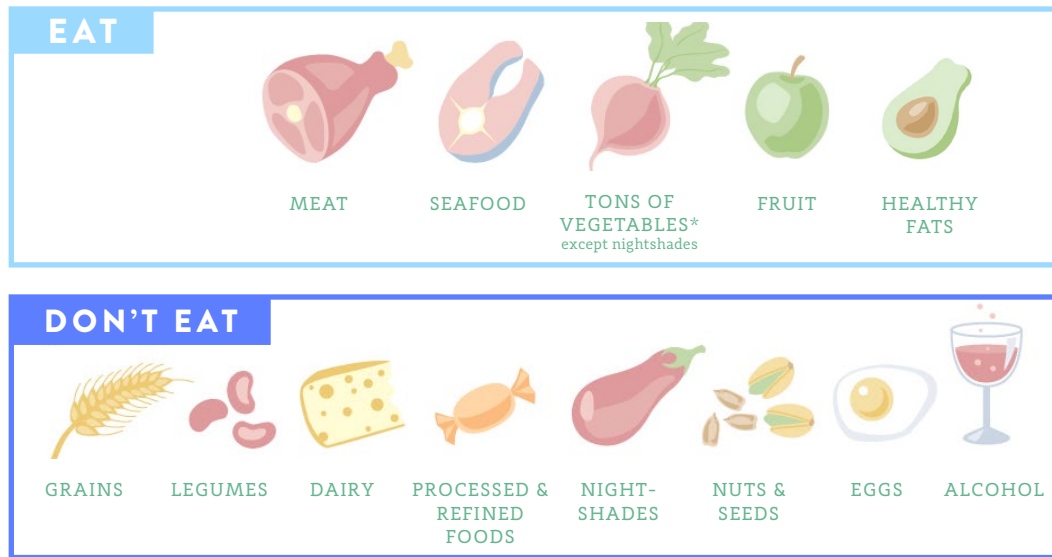 EAT
MEAT
SEAFOOD
TONS OF
VEGETABLES*
except nightshades
FRUIT
HEALTHY
FATS
DON'T EAT
GRAINS
LEGUMES
DAIRY
PROCESSED &
REFINED
FOODS
NIGHT-
SHADES
NUTS &
SEEDS
EGGS
ALCOHOL